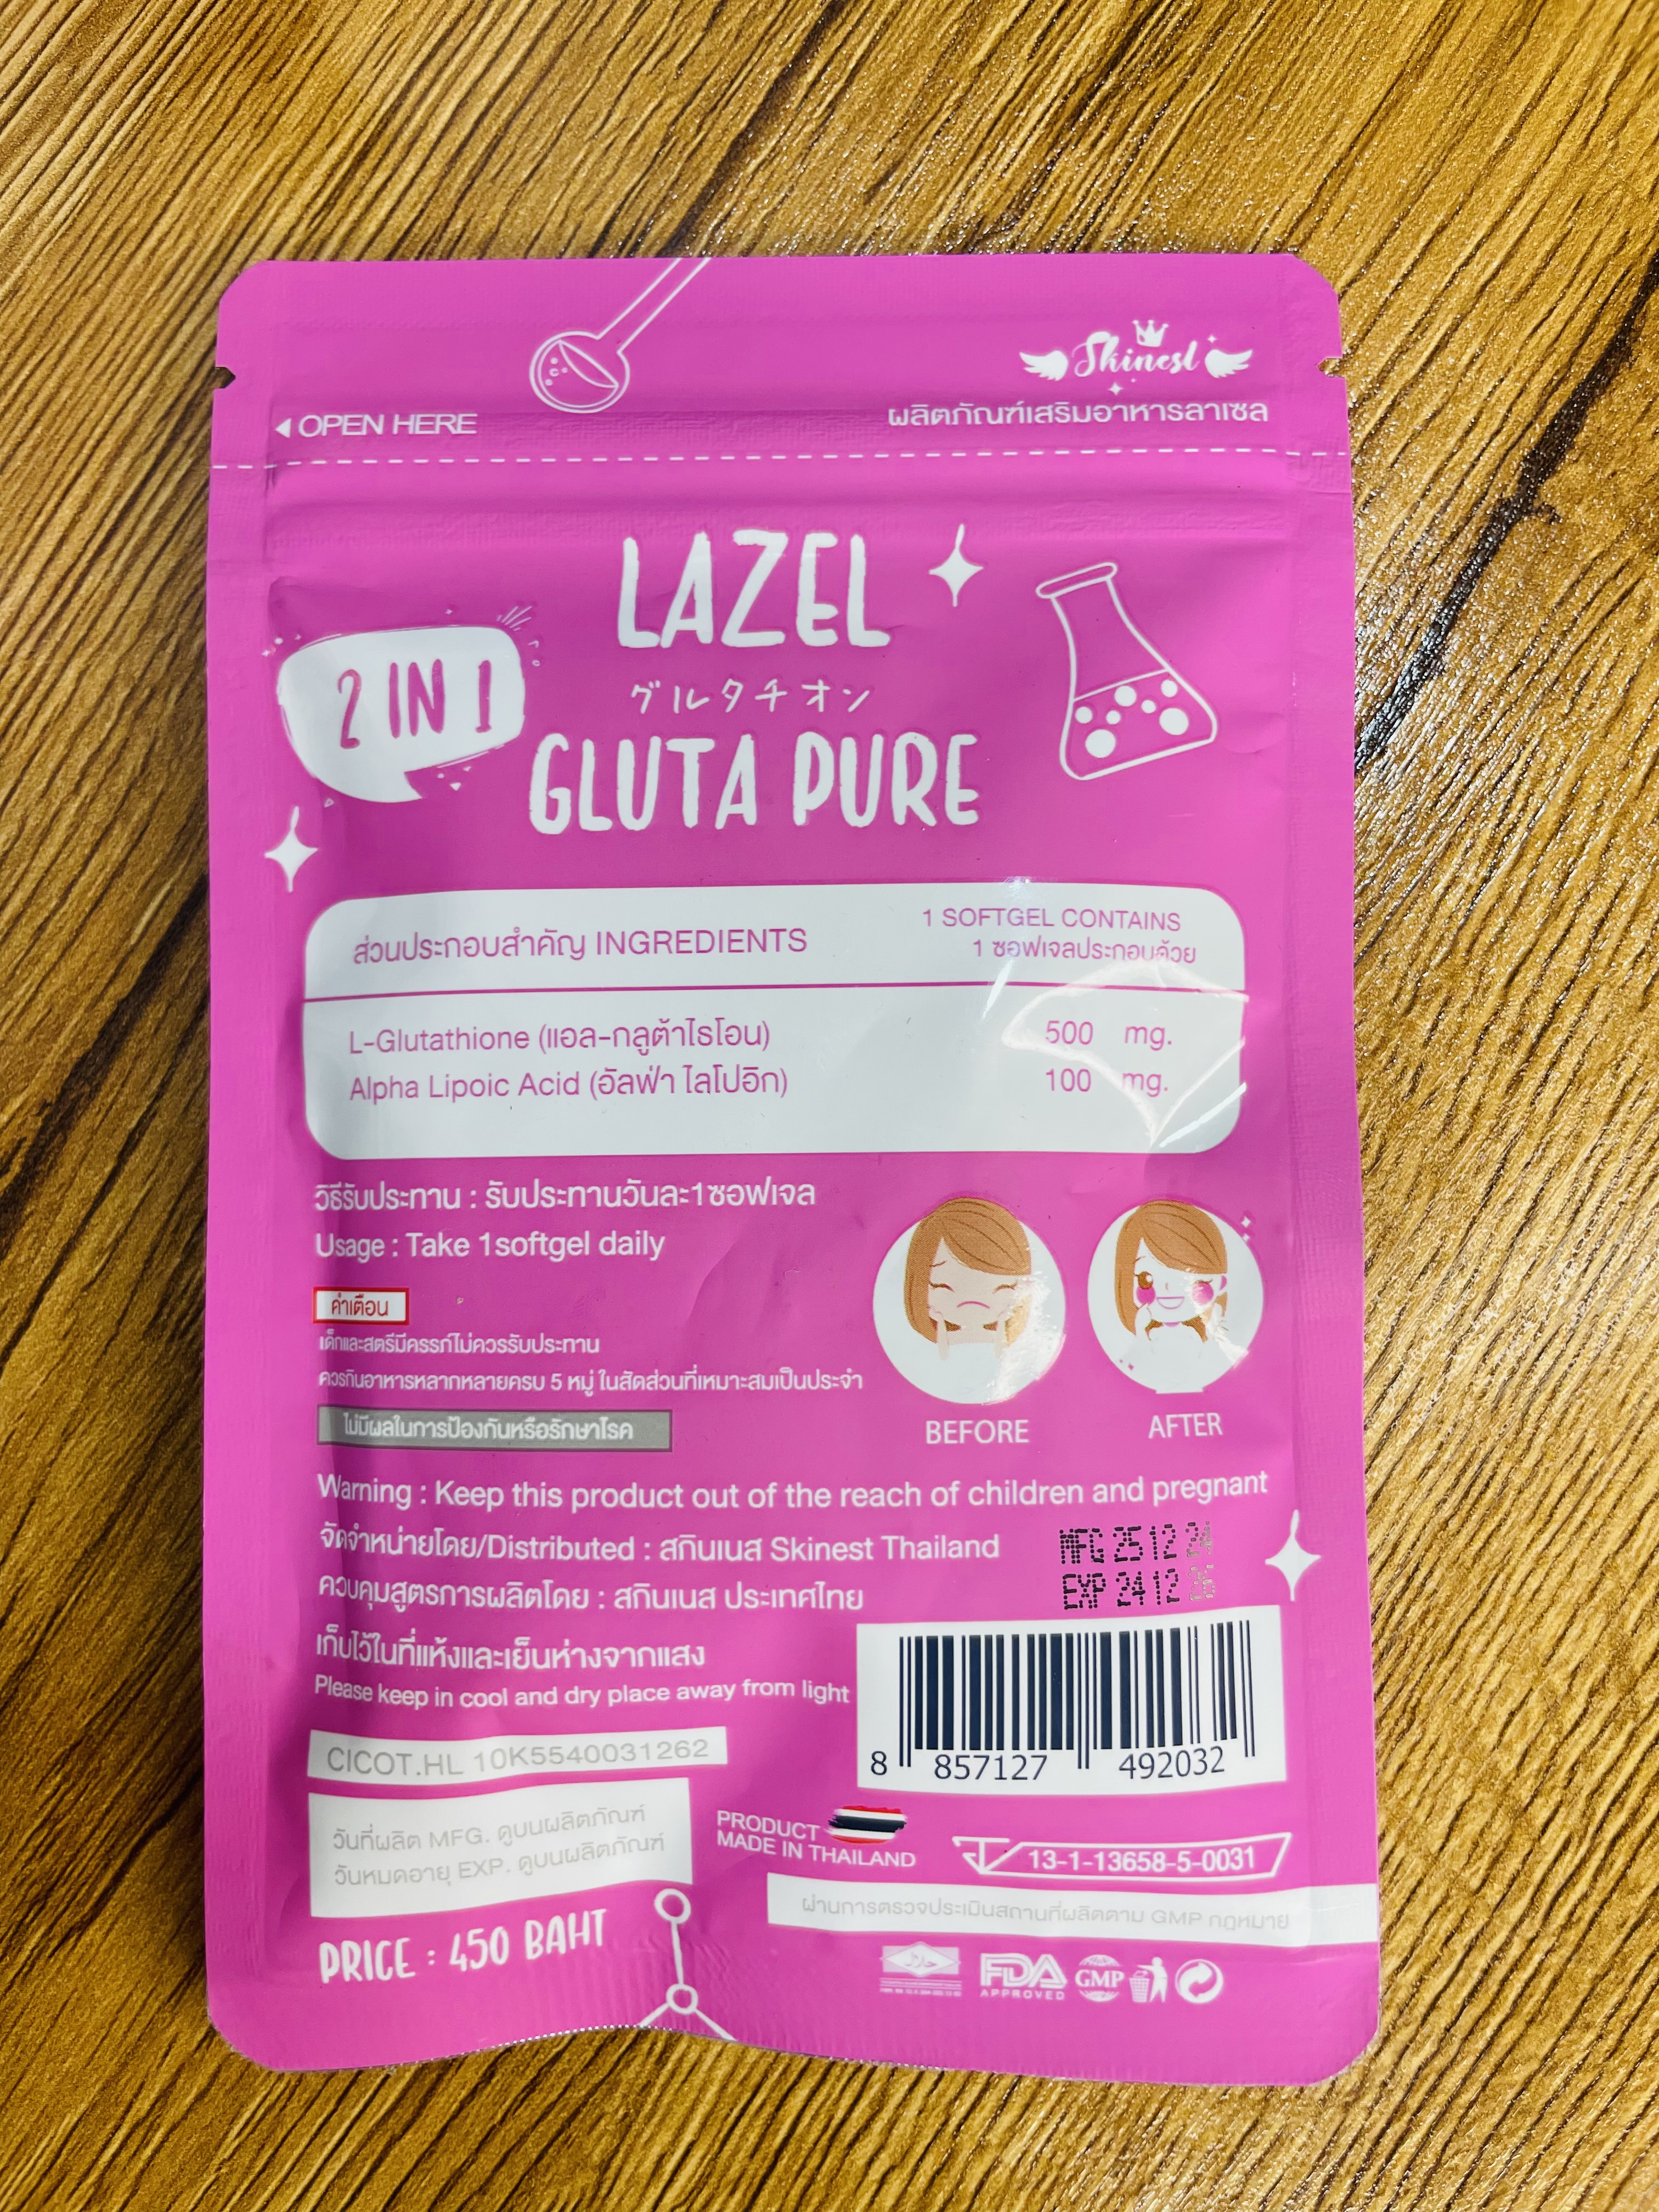 Skinest
◄ OPEN HERE
ผลิตภัณฑ์เสริมอาหารลาเซล
LAZEL
2 IN 1
グルタチオン
GLUTA PURE
ส่วนประกอบสำคัญ INGREDIENTS
1 SOFTGEL CONTAINS
1 ซอฟเจลประกอบด้วย
L-Glutathione (แอล-กลูต้าไธโอน) 500 mg.
Alpha Lipoic Acid (อัลฟ่า ไลโปอิก) 100 mg.
วิธีรับประทาน : รับประทานวันละ1ซอฟเจล
Usage : Take 1softgel daily
คำเตือน
เด็กและสตรีมีครรภ์ไม่ควรรับประทาน
ควรกินอาหารหลากหลายครบ 5 หมู่ ในสัดส่วนที่เหมาะสมเป็นประจำ
ไม่มีผลในการป้องกันหรือรักษาโรค
BEFORE
AFTER
Warning : Keep this product out of the reach of children and pregnant
จัดจำหน่ายโดย/Distributed : สกินเนส Skinest Thailand
MFG 25 12 24
ควบคุมสูตรการผลิตโดย : สกินเนส ประเทศไทย
EXP 24 12
เก็บไว้ในที่แห้งและเย็นห่างจากแสง
Please keep in cool and dry place away from light
CICOT.HL 10K5540031262
8 857127 492032
วันที่ผลิต MFG. ดูบนผลิตภัณฑ์
วันหมดอายุ EXP. ดูบนผลิตภัณฑ์
PRODUCT
MADE IN THAILAND
13-1-13658-5-0031
ผ่านการตรวจประเมินสถานที่ผลิตตาม GMP กฎหมาย
PRICE : 450 BAHT
حلال
FDA
APPROVED
GMP